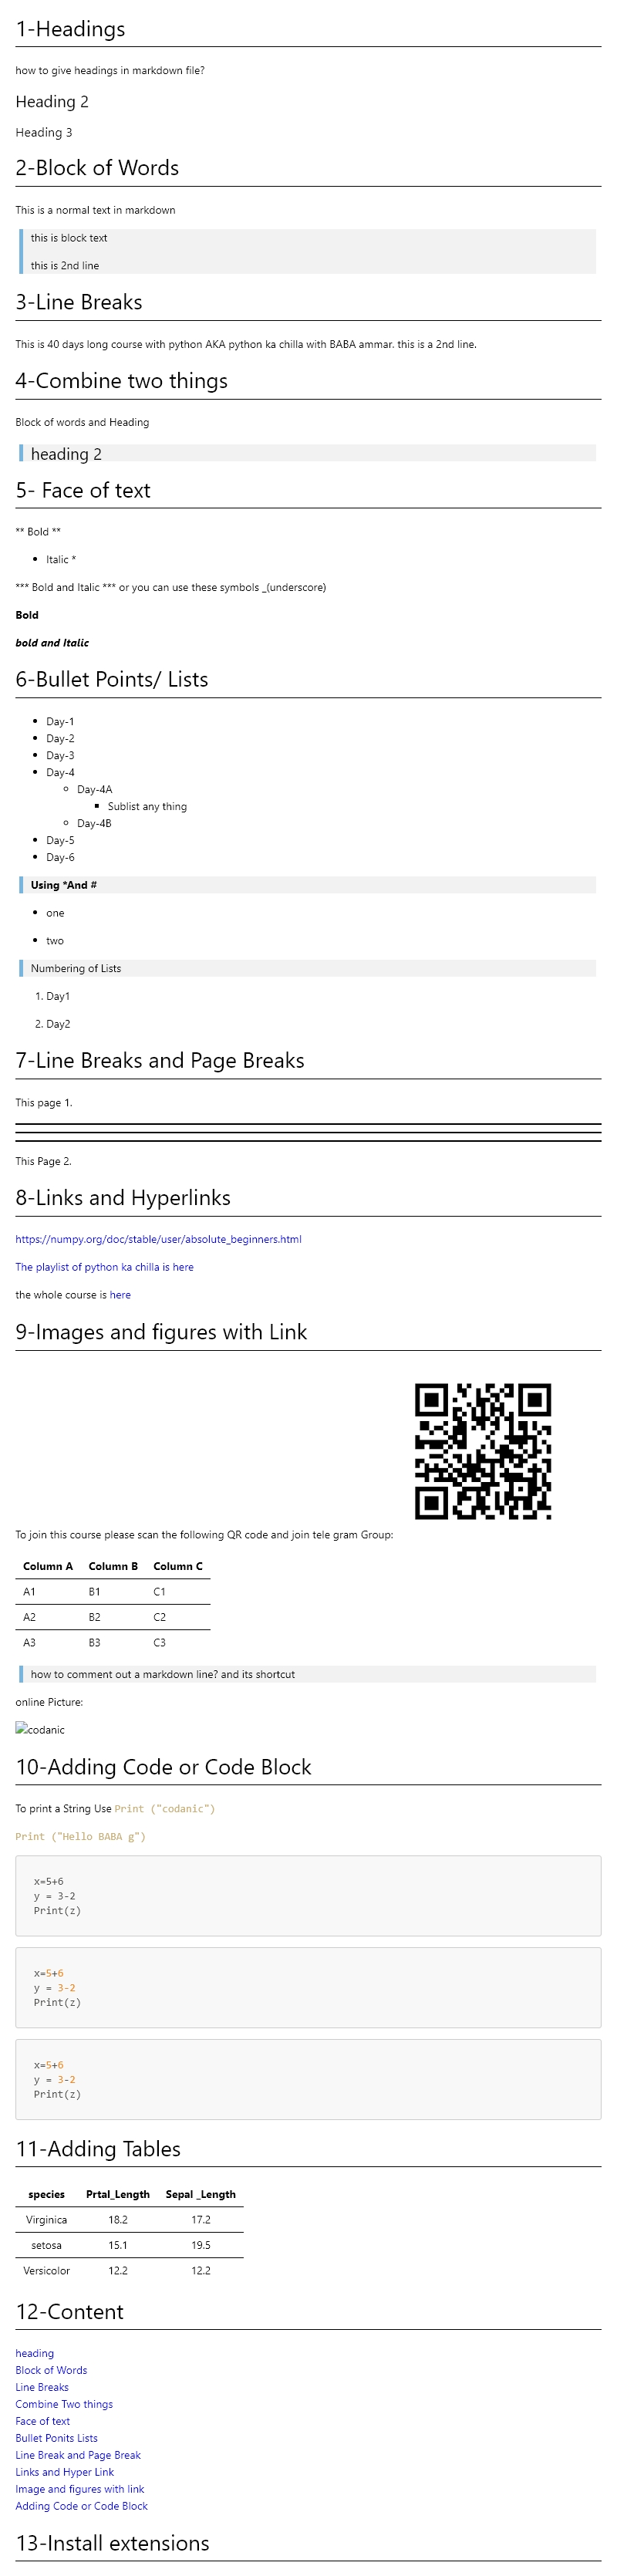 1-Headings
how to give headings in markdown file?
Heading 2
Heading 3
2-Block of Words
This is a normal text in markdown
this is block text
this is 2nd line
3-Line Breaks
This is 40 days long course with python AKA python ka chilla with BABA ammar. this is a 2nd line.
4-Combine two things
Block of words and Heading
heading 2
5- Face of text
** Bold **
• Italic *
*** Bold and Italic *** or you can use these symbols _(underscore)
Bold
bold and Italic
6-Bullet Points/ Lists
• Day-1
• Day-2
• Day-3
• Day-4
◦ Day-4A
▪ Sublist any thing
◦ Day-4B
• Day-5
• Day-6
Using *And #
• one
• two
Numbering of Lists
1. Day1
2. Day2
7-Line Breaks and Page Breaks
This page 1.
This Page 2.
8-Links and Hyperlinks
https://numpy.org/doc/stable/user/absolute_beginners.html
The playlist of python ka chilla is here
the whole course is here
9-Images and figures with Link
To join this course please scan the following QR code and join tele gram Group:
Column A Column B Column C
A1 B1 C1
A2 B2 C2
A3 B3 C3
how to comment out a markdown line? and its shortcut
online Picture:
codanic
10-Adding Code or Code Block
To print a String Use Print ("codanic")
Print ("Hello BABA g")
x=5+6
y = 3-2
Print(z)
x=5+6
y = 3-2
Print(z)
x=5+6
y = 3-2
Print(z)
11-Adding Tables
species Prtal_Length Sepal _Length
Virginica 18.2 17.2
setosa 15.1 19.5
Versicolor 12.2 12.2
12-Content
heading
Block of Words
Line Breaks
Combine Two things
Face of text
Bullet Ponits Lists
Line Break and Page Break
Links and Hyper Link
Image and figures with link
Adding Code or Code Block
13-Install extensions